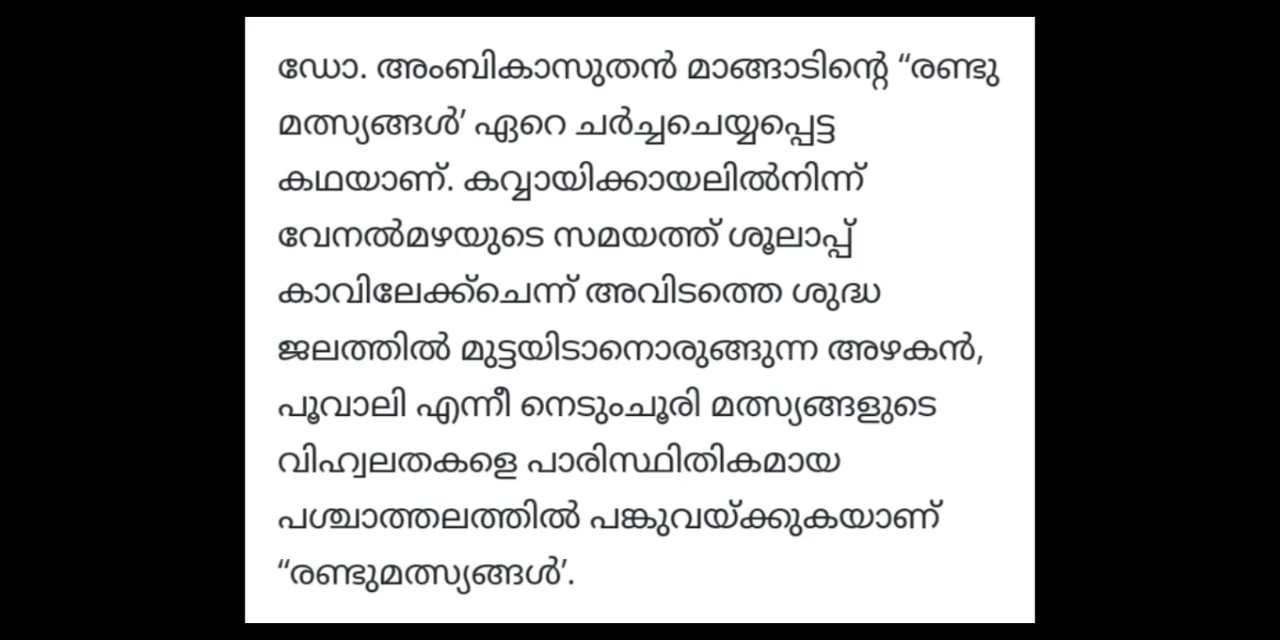 ഡോ. അംബികാസുതൻ മാങ്ങാടിന്റെ “രണ്ടു
മത്സ്യങ്ങൾ’ ഏറെ ചർച്ചചെയ്യപ്പെട്ട
കഥയാണ്. കവ്വായിക്കായലിൽനിന്ന്
വേനൽമഴയുടെ സമയത്ത് ശൂലാപ്പ്
കാവിലേക്ക്ചെന്ന് അവിടത്തെ ശുദ്ധ
ജലത്തിൽ മുട്ടയിടാനൊരുങ്ങുന്ന അഴകൻ,
പൂവാലി എന്നീ നെടുംചൂരി മത്സ്യങ്ങളുടെ
വിഹ്വലതകളെ പാരിസ്ഥിതികമായ
പശ്ചാത്തലത്തിൽ പങ്കുവയ്ക്കുകയാണ്
“രണ്ടുമത്സ്യങ്ങൾ’.